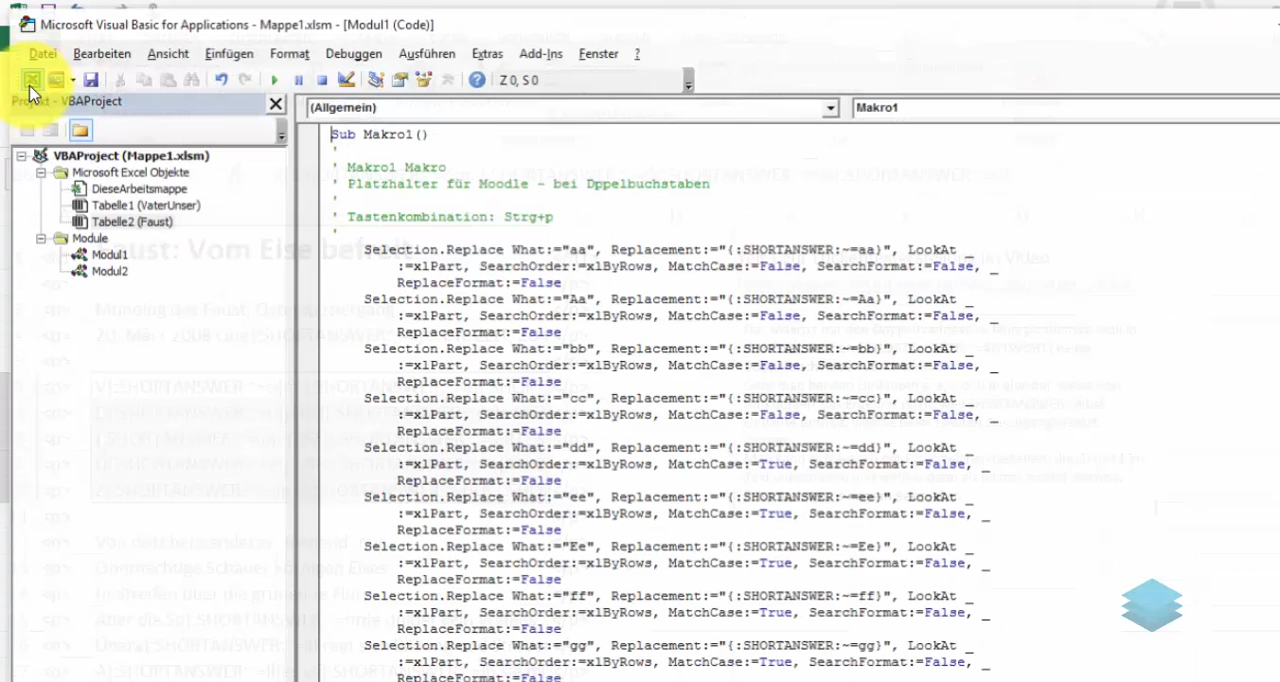 Microsoft Visual Basic for Applications - Mappe1.xlsm - [Modul1 (Code)]
Datei Bearbeiten Ansicht Einfügen Format Debuggen Ausführen Extras Add-Ins Fenster ?
Z 0, S 0
Projekt - VBAProject
(Allgemein)
Makro1
VBAProject (Mappe1.xlsm)
Microsoft Excel Objekte
DieseArbeitsmappe
Tabelle1 (VaterUnser)
Tabelle2 (Faust)
Module
Modul1
Modul2
Sub Makro1()
'
' Makro1 Makro
' Platzhalter für Moodle - bei Dppelbuchstaben
'
' Tastenkombination: Strg+p
'
Selection.Replace What:="aa", Replacement:="{:SHORTANSWER:~=aa}", LookAt _
:=xlPart, SearchOrder:=xlByRows, MatchCase:=False, SearchFormat:=False, _
ReplaceFormat:=False
Selection.Replace What:="Aa", Replacement:="{:SHORTANSWER:~=Aa}", LookAt _
:=xlPart, SearchOrder:=xlByRows, MatchCase:=False, SearchFormat:=False, _
ReplaceFormat:=False
Selection.Replace What:="bb", Replacement:="{:SHORTANSWER:~=bb}", LookAt _
:=xlPart, SearchOrder:=xlByRows, MatchCase:=False, SearchFormat:=False, _
ReplaceFormat:=False
Selection.Replace What:="cc", Replacement:="{:SHORTANSWER:~=cc}", LookAt _
:=xlPart, SearchOrder:=xlByRows, MatchCase:=False, SearchFormat:=False, _
ReplaceFormat:=False
Selection.Replace What:="dd", Replacement:="{:SHORTANSWER:~=dd}", LookAt _
:=xlPart, SearchOrder:=xlByRows, MatchCase:=True, SearchFormat:=False, _
ReplaceFormat:=False
Selection.Replace What:="ee", Replacement:="{:SHORTANSWER:~=ee}", LookAt _
:=xlPart, SearchOrder:=xlByRows, MatchCase:=True, SearchFormat:=False, _
ReplaceFormat:=False
Selection.Replace What:="Ee", Replacement:="{:SHORTANSWER:~=Ee}", LookAt _
:=xlPart, SearchOrder:=xlByRows, MatchCase:=True, SearchFormat:=False, _
ReplaceFormat:=False
Selection.Replace What:="ff", Replacement:="{:SHORTANSWER:~=ff}", LookAt _
:=xlPart, SearchOrder:=xlByRows, MatchCase:=True, SearchFormat:=False, _
ReplaceFormat:=False
Selection.Replace What:="gg", Replacement:="{:SHORTANSWER:~=gg}", LookAt _
:=xlPart, SearchOrder:=xlByRows, MatchCase:=True, SearchFormat:=False, _
ReplaceFormat:=False